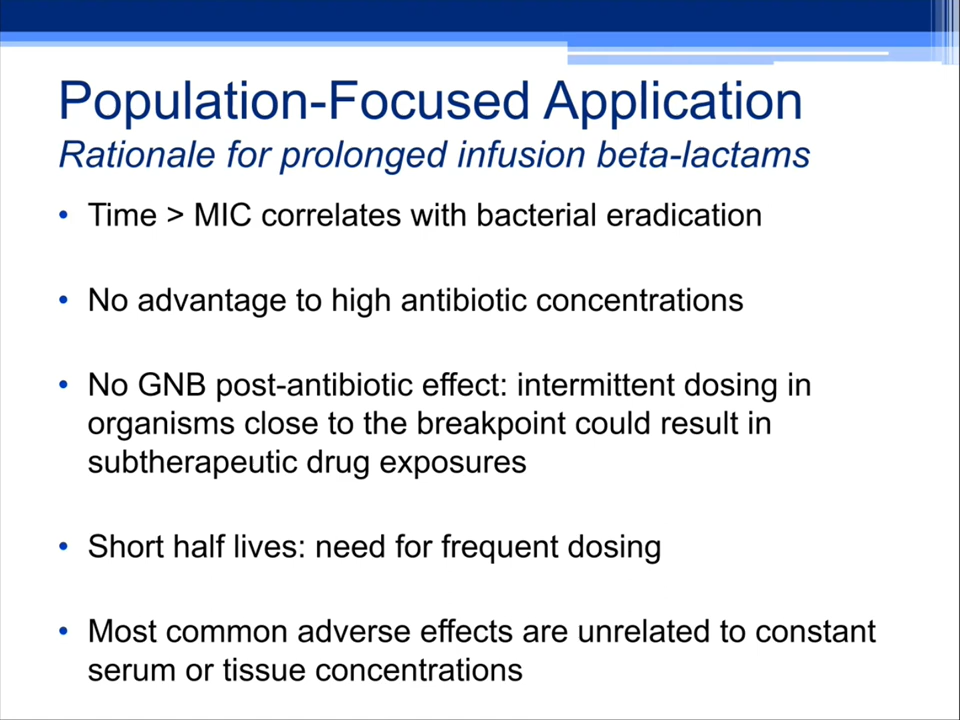 Population-Focused Application
Rationale for prolonged infusion beta-lactams
• Time > MIC correlates with bacterial eradication
• No advantage to high antibiotic concentrations
• No GNB post-antibiotic effect: intermittent dosing in
organisms close to the breakpoint could result in
subtherapeutic drug exposures
• Short half lives: need for frequent dosing
• Most common adverse effects are unrelated to constant
serum or tissue concentrations